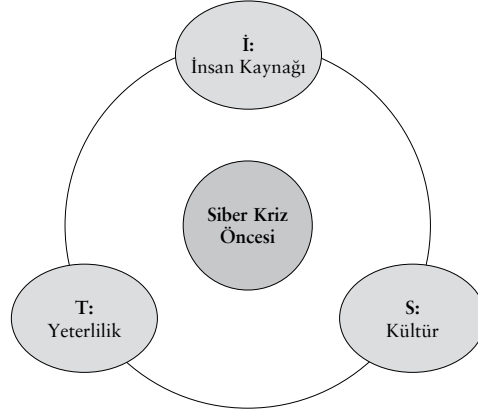 İ:
İnsan Kaynağı
Siber Kriz
Öncesi
T:
Yeterlilik
S:
Kültür